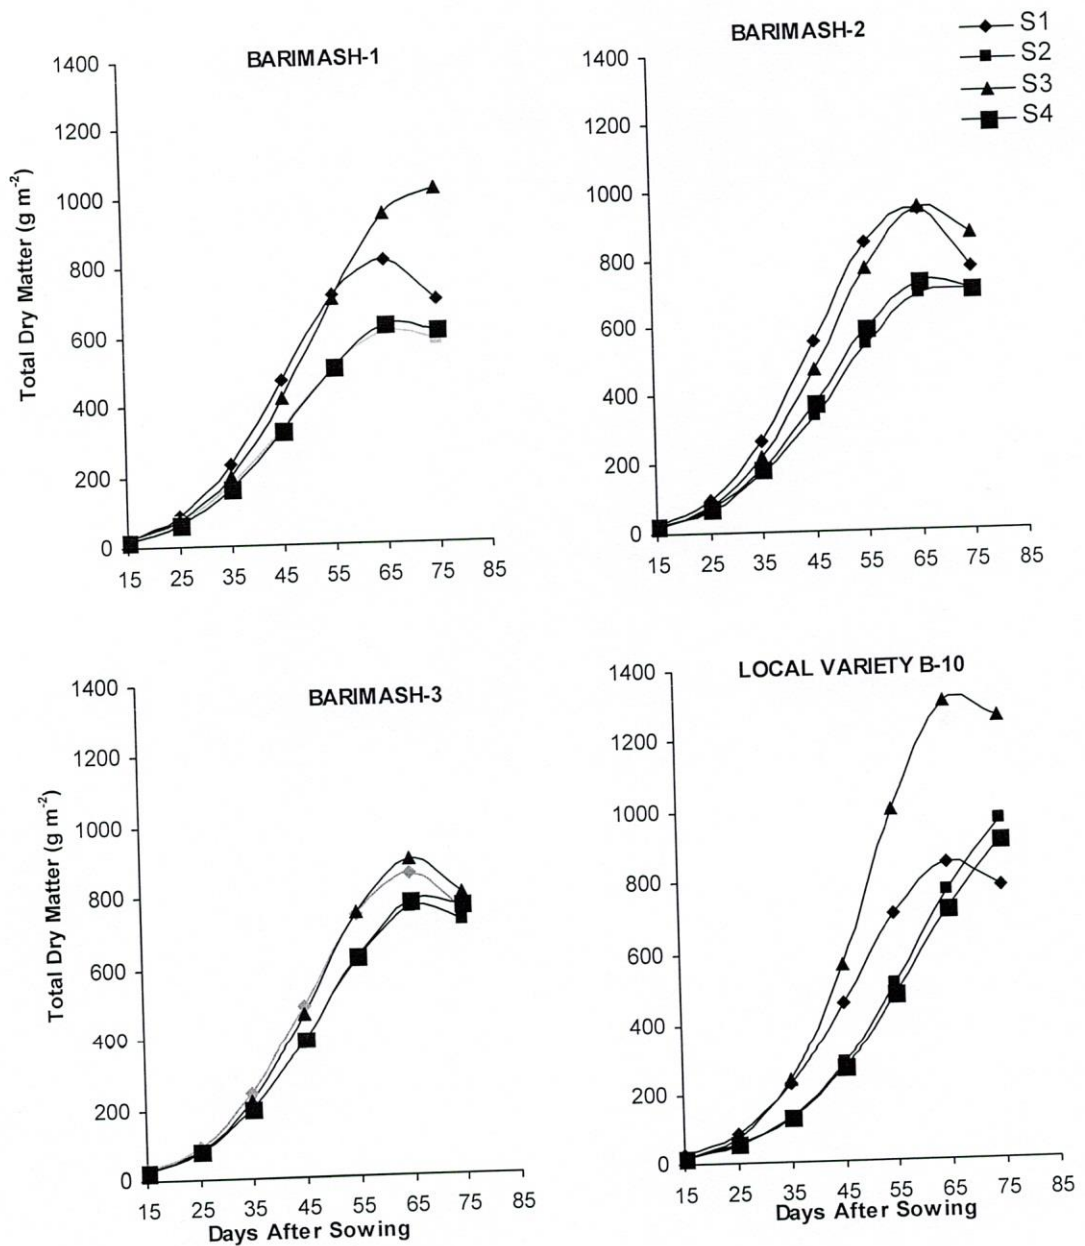 BARIMASH-1
1400
1200
1000
800
600
400
200
0
15 25 35 45 55 65 75 85
Total Dry Matter (g m-2)
BARIMASH-2
1400
1200
1000
800
600
400
200
0
15 25 35 45 55 65 75 85
S1
S2
S3
S4
BARIMASH-3
1400
1200
1000
800
600
400
200
0
15 25 35 45 55 65 75 85
Total Dry Matter (g m-2)
Days After Sowing
LOCAL VARIETY B-10
1400
1200
1000
800
600
400
200
0
15 25 35 45 55 65 75 85
Days After Sowing